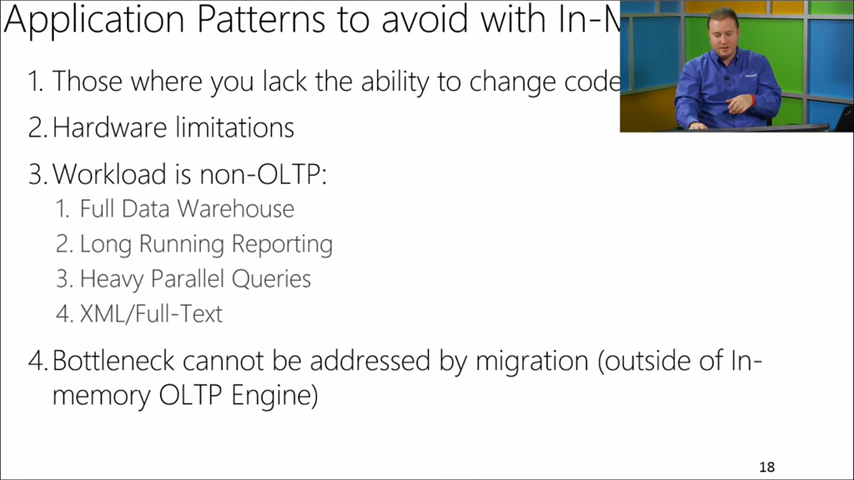 Application Patterns to avoid with In-
1. Those where you lack the ability to change code
2. Hardware limitations
3. Workload is non-OLTP:
1. Full Data Warehouse
2. Long Running Reporting
3. Heavy Parallel Queries
4. XML/Full-Text
4. Bottleneck cannot be addressed by migration (outside of In-
memory OLTP Engine)
18